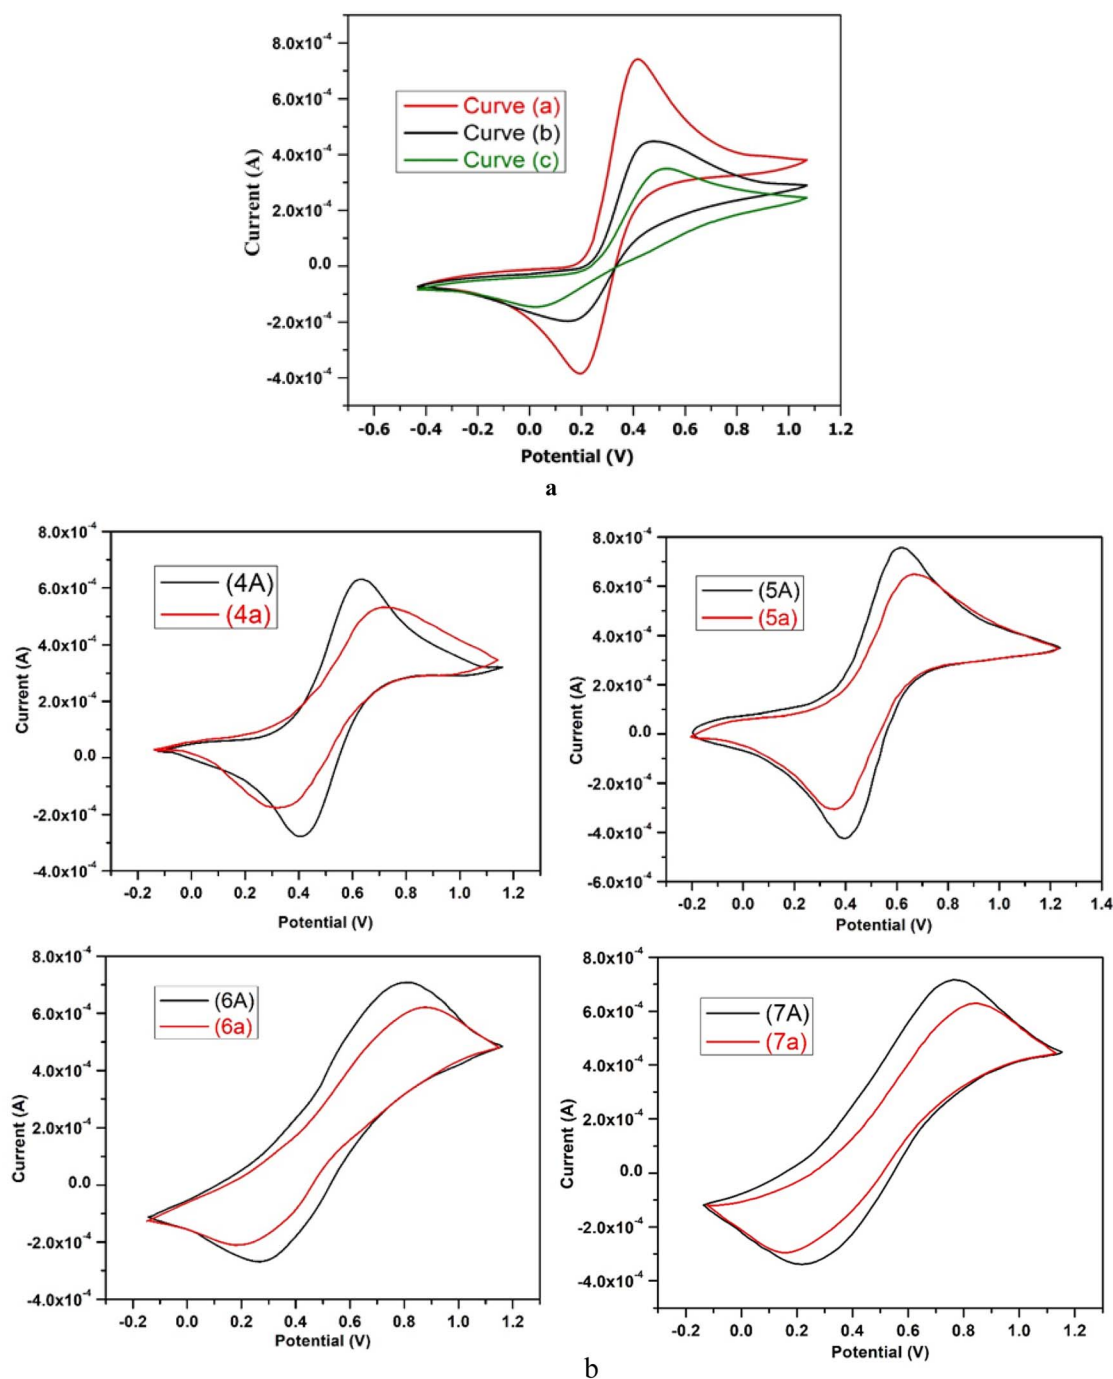 8.0x10⁻⁴
6.0x10⁻⁴
4.0x10⁻⁴
2.0x10⁻⁴
0.0
-2.0x10⁻⁴
-4.0x10⁻⁴
Current (A)
Curve (a)
Curve (b)
Curve (c)
-0.6 -0.4 -0.2 0.0 0.2 0.4 0.6 0.8 1.0 1.2
Potential (V)
a
8.0x10⁻⁴
6.0x10⁻⁴
4.0x10⁻⁴
2.0x10⁻⁴
0.0
-2.0x10⁻⁴
-4.0x10⁻⁴
Current (A)
(4A)
(4a)
-0.2 0.0 0.2 0.4 0.6 0.8 1.0 1.2
Potential (V)
8.0x10⁻⁴
6.0x10⁻⁴
4.0x10⁻⁴
2.0x10⁻⁴
0.0
-2.0x10⁻⁴
-4.0x10⁻⁴
-6.0x10⁻⁴
Current (A)
(5A)
(5a)
-0.2 0.0 0.2 0.4 0.6 0.8 1.0 1.2 1.4
Potential (V)
8.0x10⁻⁴
6.0x10⁻⁴
4.0x10⁻⁴
2.0x10⁻⁴
0.0
-2.0x10⁻⁴
-4.0x10⁻⁴
Current (A)
(6A)
(6a)
-0.2 0.0 0.2 0.4 0.6 0.8 1.0 1.2
Potential (V)
8.0x10⁻⁴
6.0x10⁻⁴
4.0x10⁻⁴
2.0x10⁻⁴
0.0
-2.0x10⁻⁴
-4.0x10⁻⁴
Current (A)
(7A)
(7a)
-0.2 0.0 0.2 0.4 0.6 0.8 1.0 1.2
Potential (V)
b